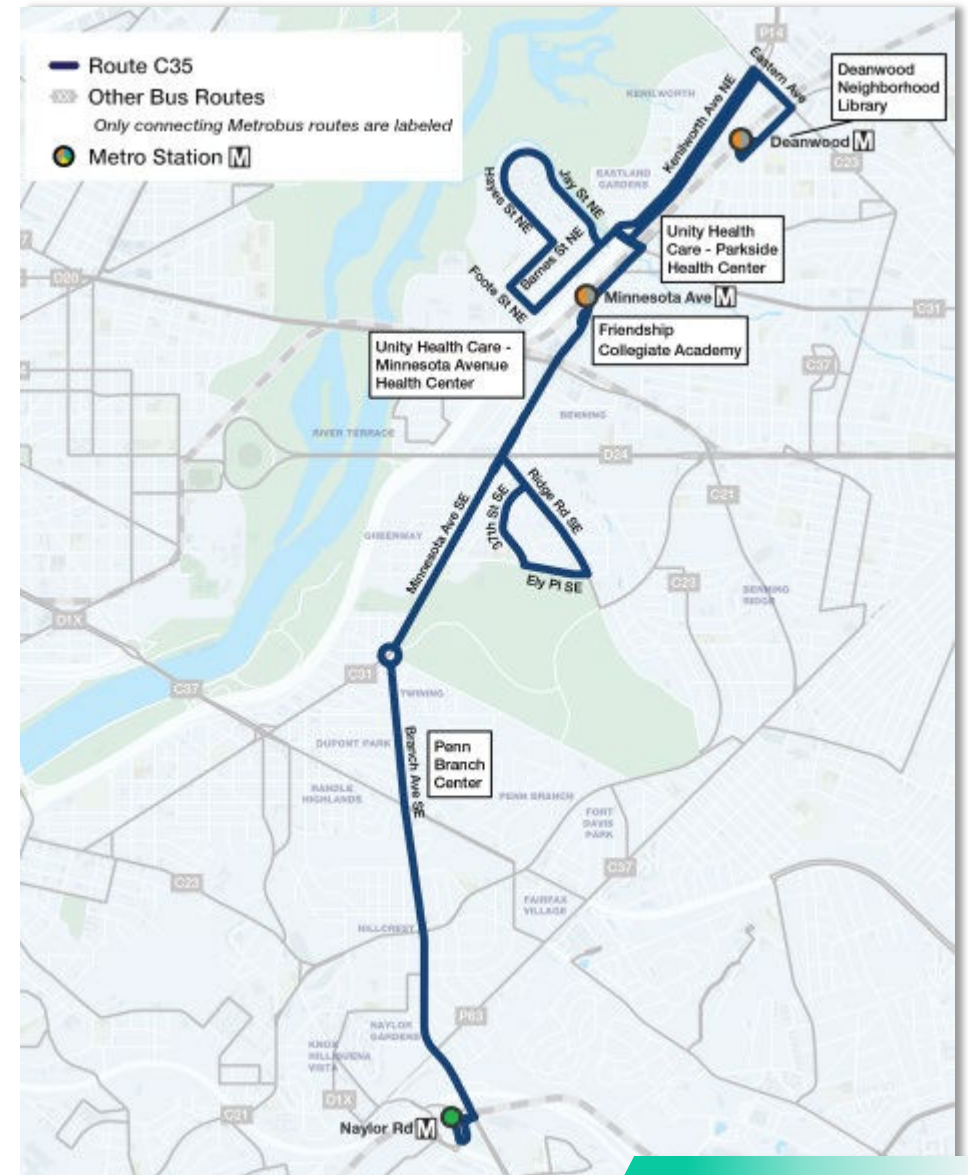 Route C35
Other Bus Routes
Only connecting Metrobus routes are labeled
Metro Station M
P14
Eastern Ave
Deanwood
Neighborhood
Library
KENILWORTH
Kenilworth Ave NE
Deanwood M
C23
Hayes St NE
Jay St NE
EASTLAND
GARDENS
Barnes St NE
Foote St NE
Unity Health
Care - Parkside
Health Center
D20
Minnesota Ave M
C31
Friendship
Collegiate Academy
Unity Health Care -
Minnesota Avenue
Health Center
C37
BENNING
RIVER TERRACE
D24
Ridge Rd SE
37th St SE
C21
Minnesota Ave SE
GREENWAY
Ely Pl SE
C23
BENNING
RIDGE
D1X
C31
C37
TWINING
Branch Ave SE
DUPONT PARK
Penn
Branch
Center
RANDLE
HIGHLANDS
PENN BRANCH
FORT
DAVIS
PARK
C37
C23
FAIRFAX
VILLAGE
HILLCREST
P63
NAYLOR
GARDENS
KNOX
HILL/BUENA
VISTA
D1X
C21
Naylor Rd M